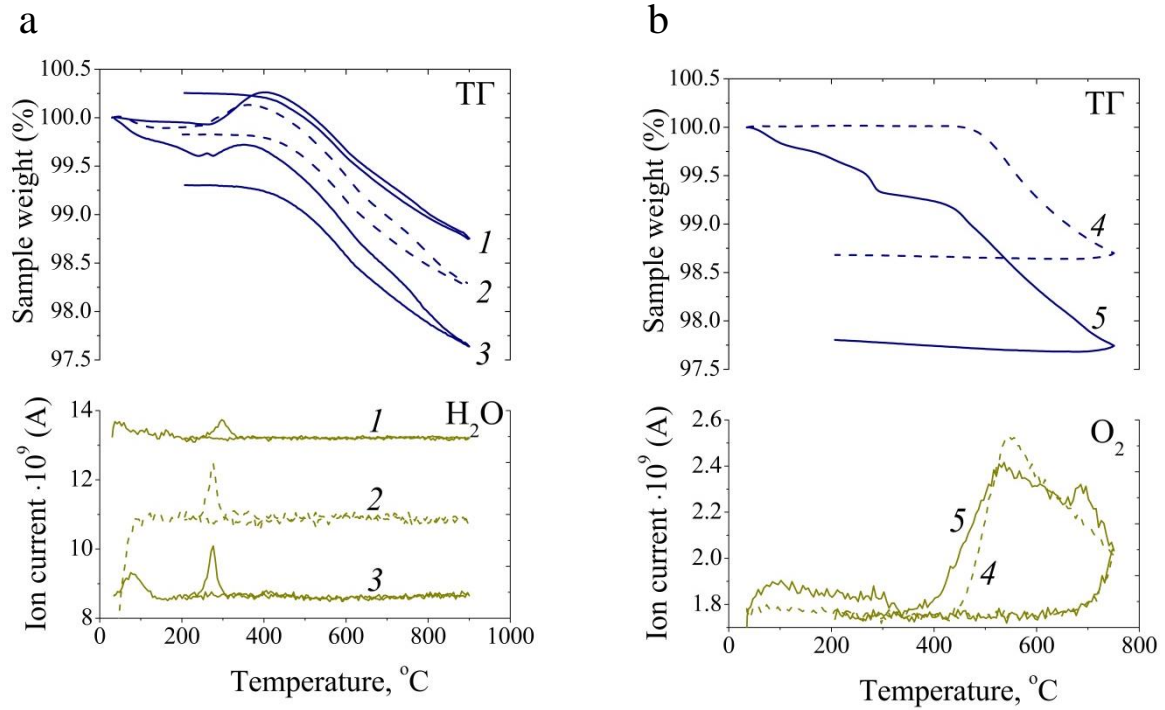 a
100.5
100.0
99.5
99.0
98.5
98.0
97.5
Sample weight (%)
ТГ
1
2
3
14
12
10
8
Ion current ·10⁹ (A)
H₂O
1
2
3
0 200 400 600 800 1000
Temperature, °C
b
100.5
100.0
99.5
99.0
98.5
98.0
97.5
Sample weight (%)
ТГ
4
5
2.6
2.4
2.2
2.0
1.8
Ion current ·10⁹ (A)
O₂
5
4
0 200 400 600 800
Temperature, °C